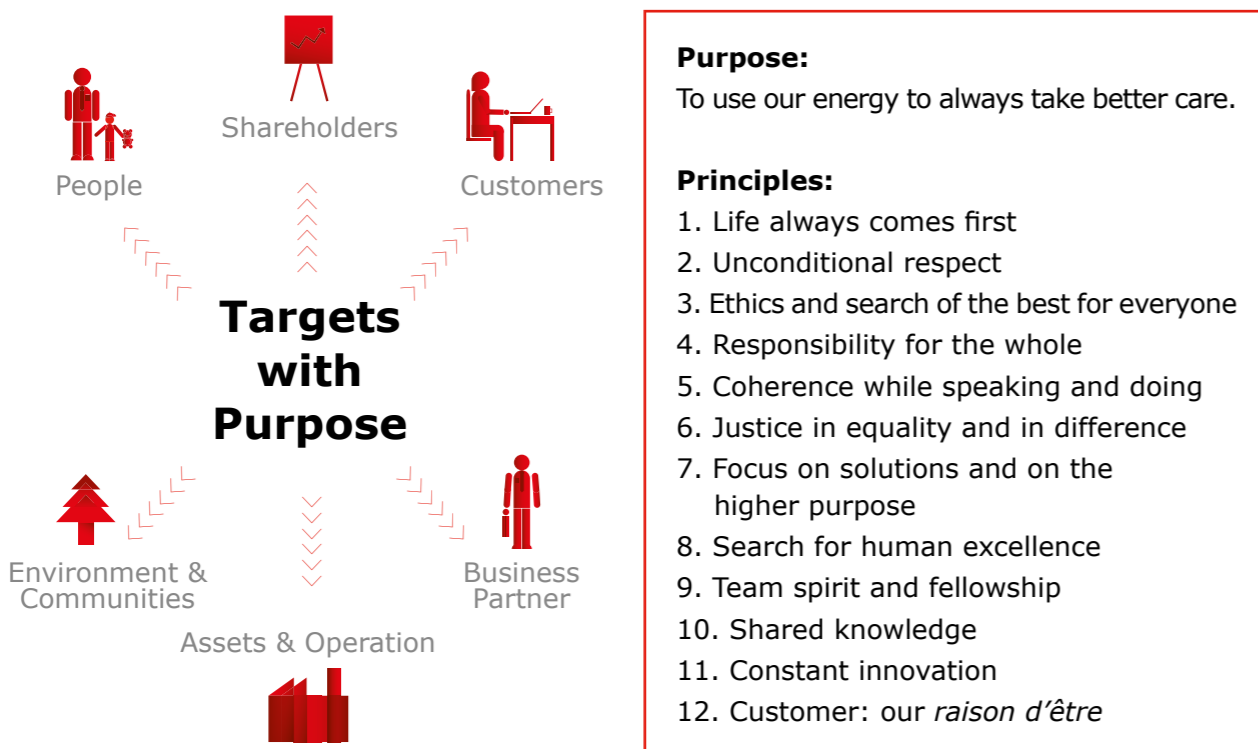 Shareholders
People
Customers
Targets
with
Purpose
Environment &
Communities
Business
Partner
Assets & Operation
Purpose:
To use our energy to always take better care.
Principles:
1. Life always comes first
2. Unconditional respect
3. Ethics and search of the best for everyone
4. Responsibility for the whole
5. Coherence while speaking and doing
6. Justice in equality and in difference
7. Focus on solutions and on the
higher purpose
8. Search for human excellence
9. Team spirit and fellowship
10. Shared knowledge
11. Constant innovation
12. Customer: our raison d’être